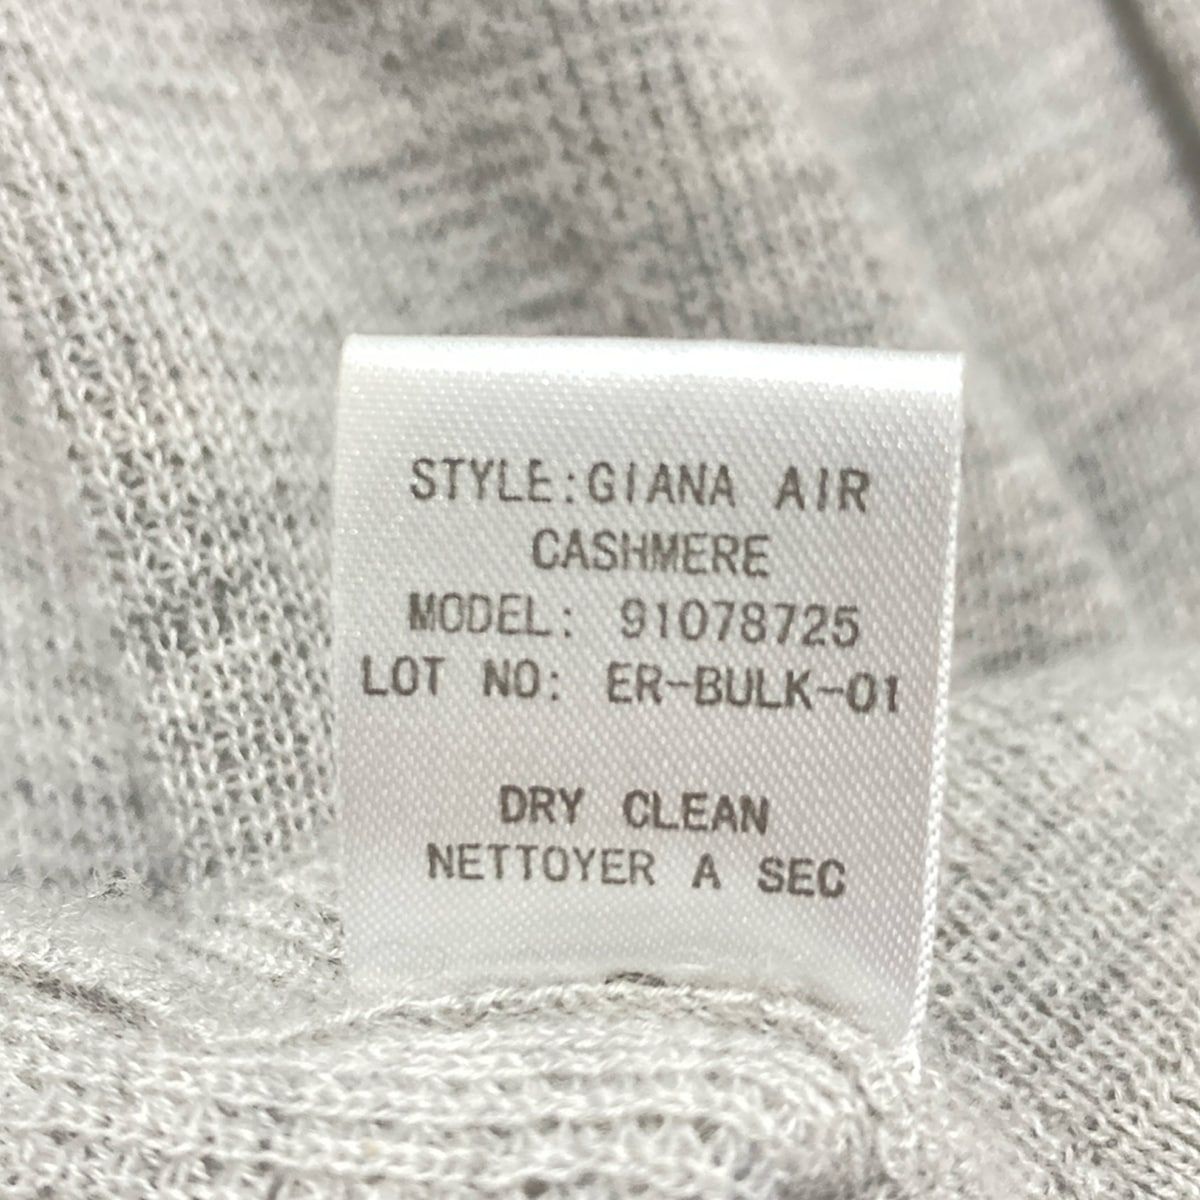 STYLE:GIANA AIR
CASHMERE
MODEL: 91078725
LOT NO: ER-BULK-01
DRY CLEAN
NETTOYER A SEC